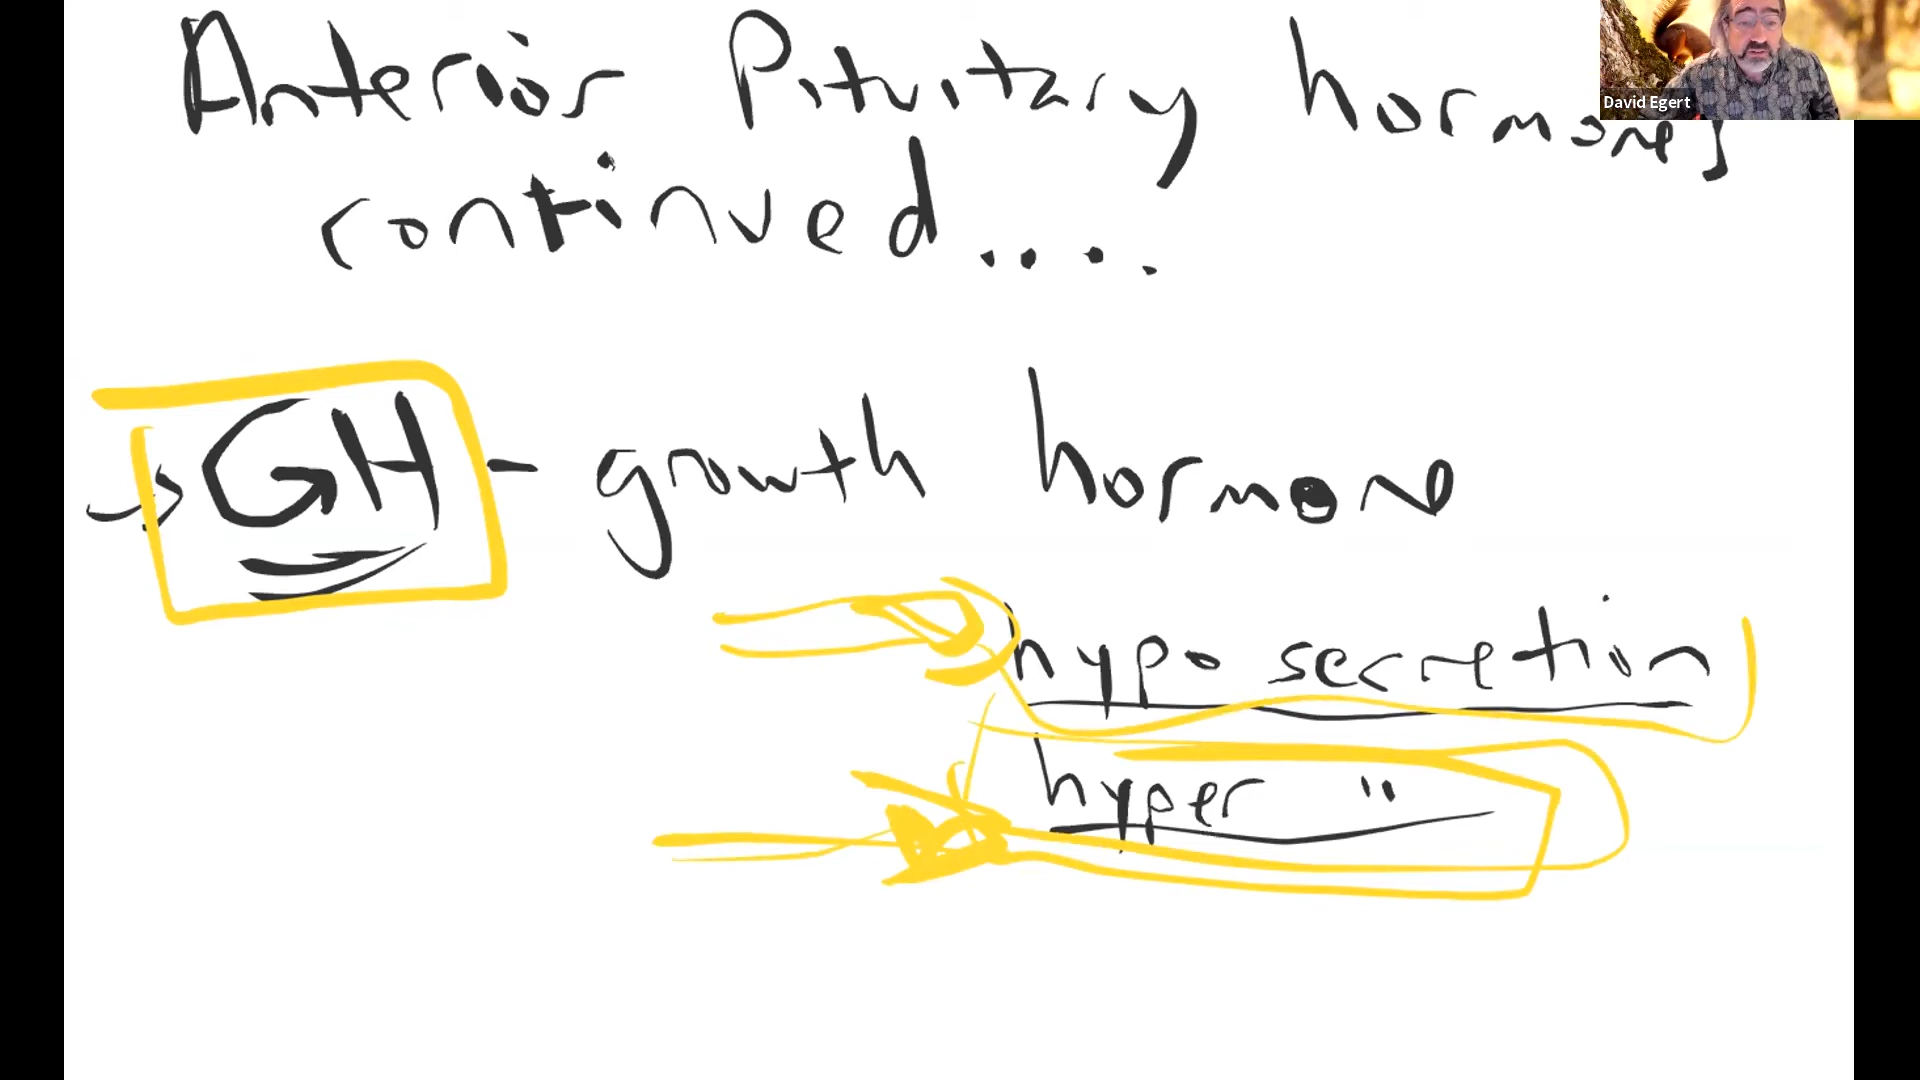 Anterior Pituitary hormones
David Egert
continued....
→ GH - growth hormone
hypo secretion
hyper "